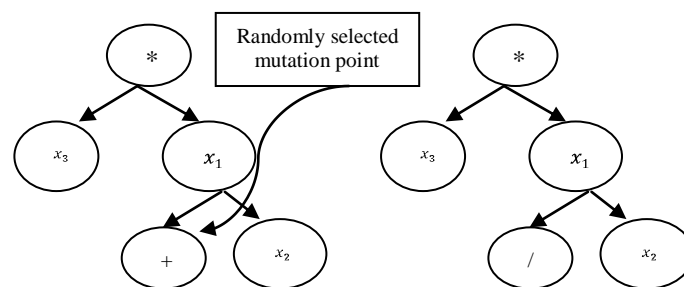 Randomly selected
mutation point
*
*
x₃
x₁
x₃
x₁
+
x₂
/
x₂